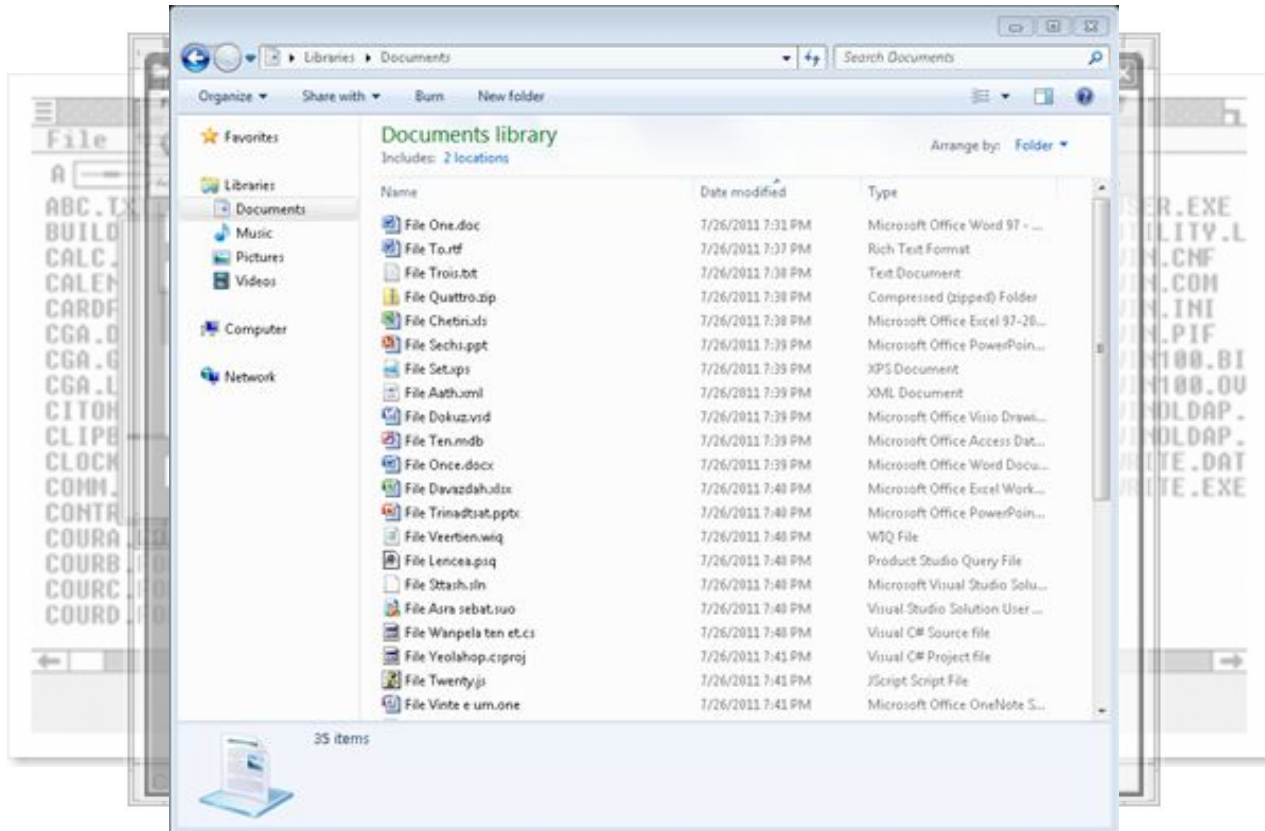 Libraries ▸ Documents
Search Documents
Organize
Share with
Burn
New folder
Favorites
Libraries
Documents
Music
Pictures
Videos
Computer
Network
Documents library
Includes: 2 locations
Arrange by: Folder
Name Date modified Type
File One.doc 7/26/2011 7:31 PM Microsoft Office Word 97 - ...
File To.rtf 7/26/2011 7:37 PM Rich Text Format
File Trois.txt 7/26/2011 7:38 PM Text Document
File Quattro.zip 7/26/2011 7:38 PM Compressed (zipped) Folder
File Chetiri.xls 7/26/2011 7:38 PM Microsoft Office Excel 97-20...
File Sechs.ppt 7/26/2011 7:39 PM Microsoft Office PowerPoin...
File Set.xps 7/26/2011 7:39 PM XPS Document
File Aath.xml 7/26/2011 7:39 PM XML Document
File Dokuz.vsd 7/26/2011 7:39 PM Microsoft Office Visio Drawi...
File Ten.mdb 7/26/2011 7:39 PM Microsoft Office Access Dat...
File Once.docx 7/26/2011 7:39 PM Microsoft Office Word Docu...
File Davazdah.xlsx 7/26/2011 7:40 PM Microsoft Office Excel Work...
File Trinadtsat.pptx 7/26/2011 7:40 PM Microsoft Office PowerPoin...
File Veertien.wiq 7/26/2011 7:40 PM WIQ File
File Lencea.psq 7/26/2011 7:40 PM Product Studio Query File
File Sttash.sln 7/26/2011 7:40 PM Microsoft Visual Studio Solu...
File Asra sebat.suo 7/26/2011 7:40 PM Visual Studio Solution User ...
File Wanpela ten et.cs 7/26/2011 7:40 PM Visual C# Source file
File Yeolahop.csproj 7/26/2011 7:41 PM Visual C# Project file
File Twenty.js 7/26/2011 7:41 PM JScript Script File
File Vinte e um.one 7/26/2011 7:41 PM Microsoft Office OneNote S...
35 items
File
A
ABC.TX
BUILD
CALC.
CALEN
CARDF
CGA.D
CGA.G
CGA.L
CITOH
CLIPB
CLOCK
COMM.
CONTR
COURA
COURB
COURC
COURD
SER.EXE
TILITY.L
IN.CNF
IN.COM
IN.INI
IN.PIF
IN100.BI
IN100.OV
INOLDAP.
INOLDAP.
RITE.DAT
RITE.EXE